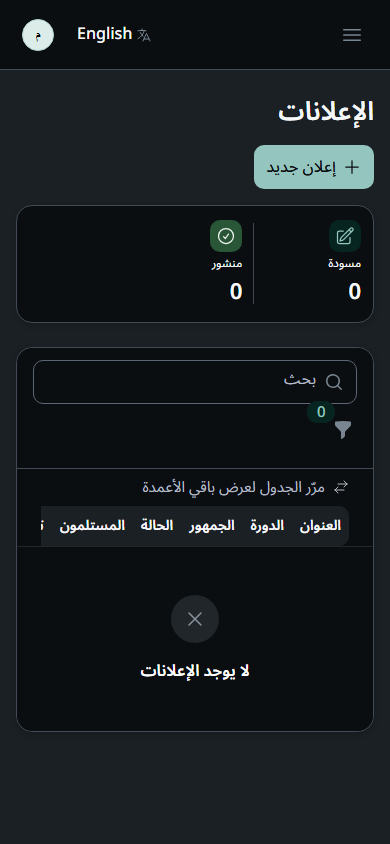 م
English
الإعلانات
إعلان جديد
مسودة
0
منشور
0
بحث
0
مرّر الجدول لعرض باقي الأعمدة
العنوان الدورة الجمهور الحالة المستلمون
لا يوجد الإعلانات